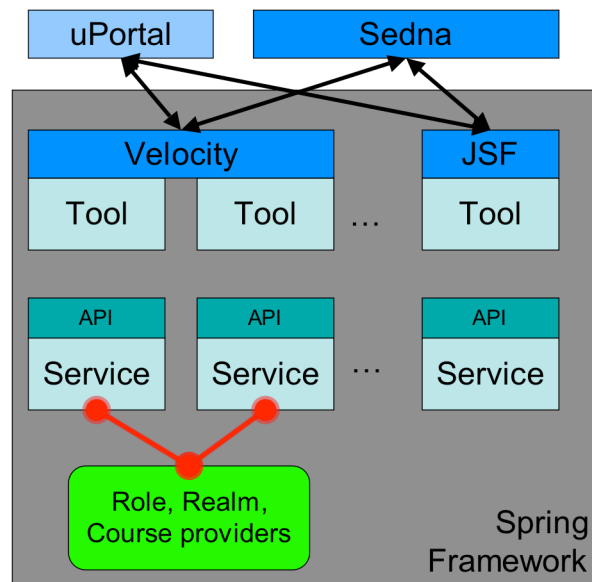 uPortal
Sedna
Velocity
JSF
Tool
Tool
...
Tool
API
API
API
Service
Service
...
Service
Role, Realm,
Course providers
Spring
Framework